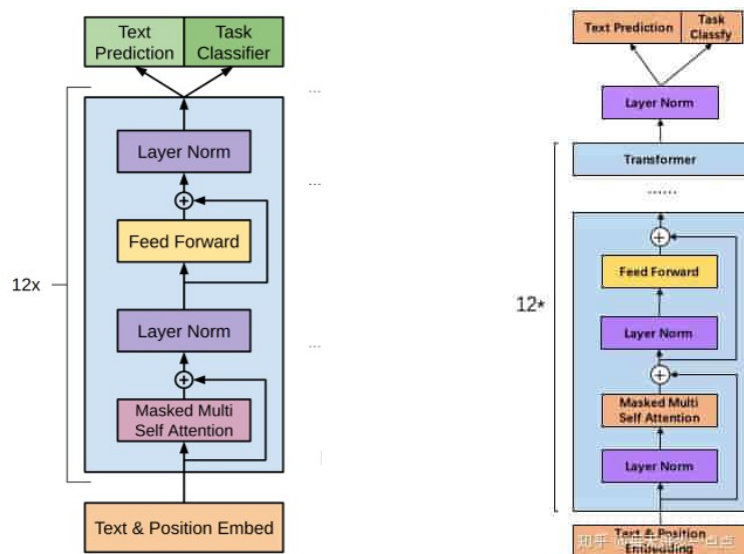 Text
Prediction
Task
Classifier
...
Layer Norm
...
Feed Forward
12x
Layer Norm
...
Masked Multi
Self Attention
Text & Position Embed
Text Prediction
Task
Classfy
Layer Norm
Transformer
......
Feed Forward
12*
Layer Norm
Masked Multi
Self Attention
Layer Norm
Text & Position
Embedding
知乎